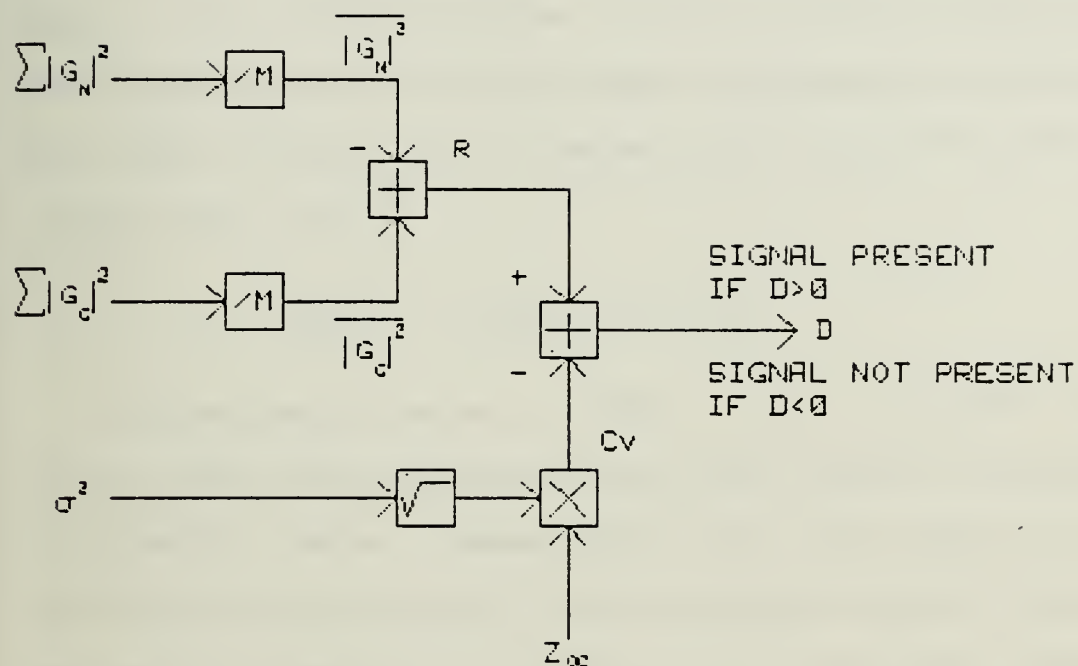 |G_N|²
∑|G_N|²
/M
-
R
∑|G_C|²
/M
|G_C|²
+
-
SIGNAL PRESENT
IF D>0
D
SIGNAL NOT PRESENT
IF D<0
Cv
σ²
√
Z